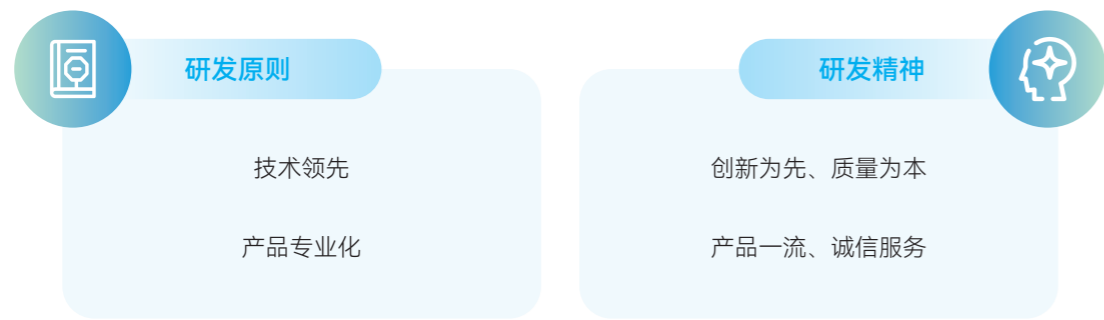 研发原则
技术领先
产品专业化
研发精神
创新为先、质量为本
产品一流、诚信服务